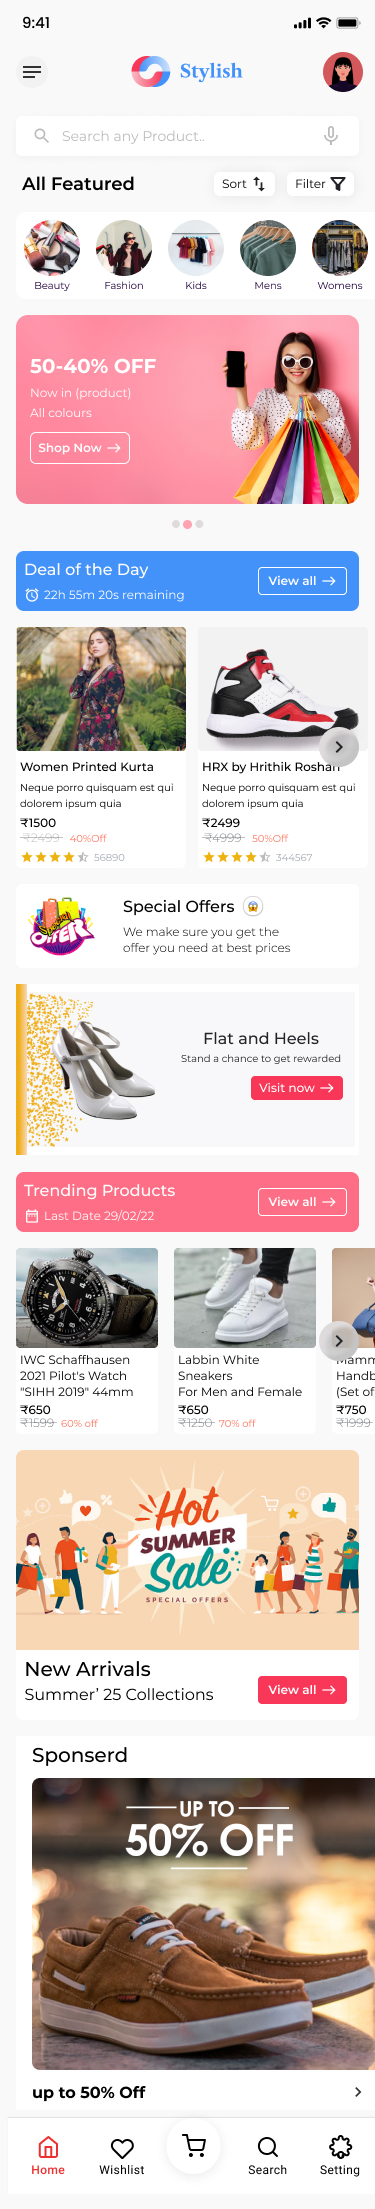 9:41
Stylish
Search any Product..
All Featured
Sort
Filter
Beauty
Fashion
Kids
Mens
Womens
50-40% OFF
Now in (product)
All colours
Shop Now
Deal of the Day
22h 55m 20s remaining
View all
Women Printed Kurta
Neque porro quisquam est qui
dolorem ipsum quia
₹1500
₹2499 40%Off
56890
HRX by Hrithik Roshan
Neque porro quisquam est qui
dolorem ipsum quia
₹2499
₹4999 50%Off
344567
OFFER
Special Offers
We make sure you get the
offer you need at best prices
Flat and Heels
Stand a chance to get rewarded
Visit now
Trending Products
Last Date 29/02/22
View all
IWC Schaffhausen
2021 Pilot's Watch
"SIHH 2019" 44mm
₹650
₹1599 60% off
Labbin White
Sneakers
For Men and Female
₹650
₹1250 70% off
Mamm
Handb
(Set of
₹750
₹1999
Hot
SUMMER
Sale
SPECIAL OFFERS
New Arrivals
Summer’ 25 Collections
View all
Sponserd
UP TO
50% OFF
up to 50% Off
Home
Wishlist
Search
Setting